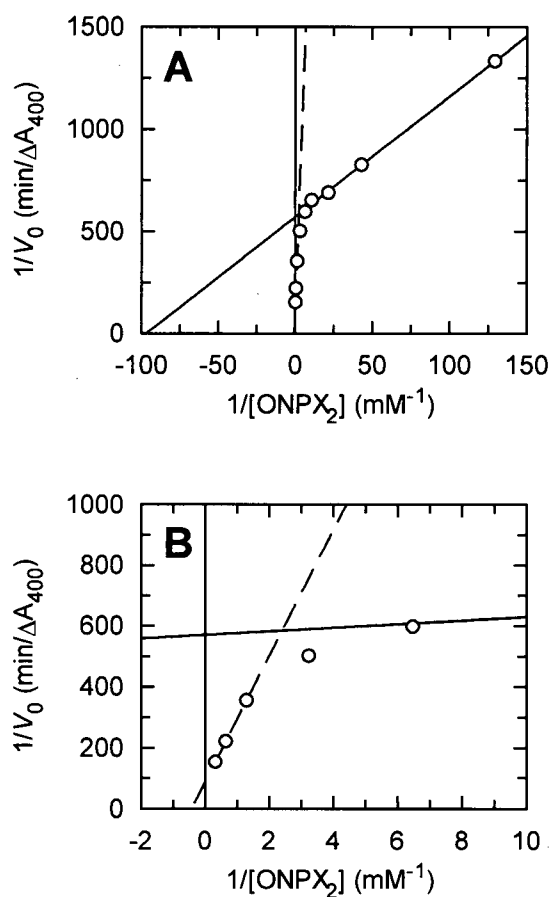 A
1500
1000
500
0
1/V₀ (min/ΔA₄₀₀)
-100 -50 0 50 100 150
1/[ONPX₂] (mM⁻¹)
B
1000
800
600
400
200
0
1/V₀ (min/ΔA₄₀₀)
-2 0 2 4 6 8 10
1/[ONPX₂] (mM⁻¹)